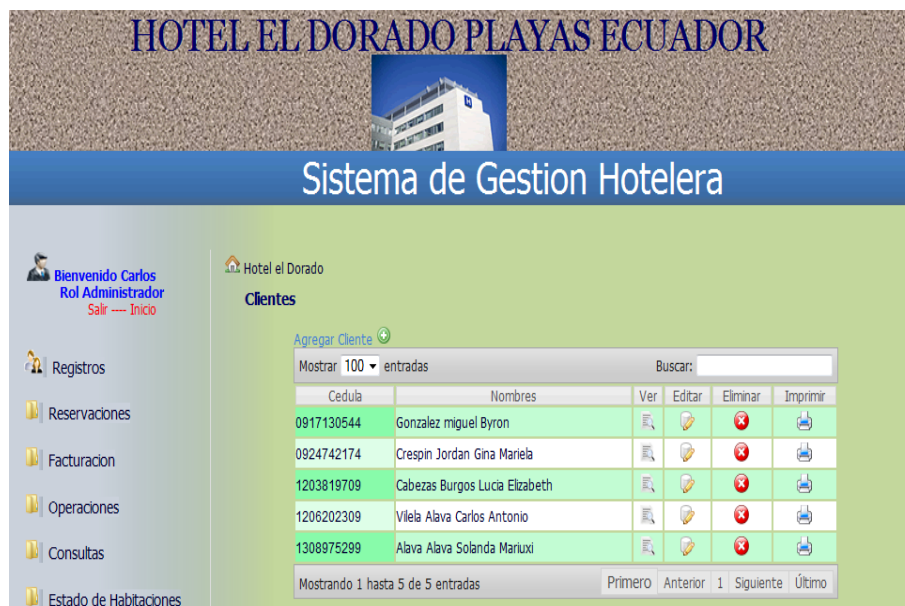 HOTEL EL DORADO PLAYAS ECUADOR
H
Sistema de Gestion Hotelera
Bienvenido Carlos
Rol Administrador
Salir ---- Inicio
Registros
Reservaciones
Facturacion
Operaciones
Consultas
Estado de Habitaciones
Hotel el Dorado
Clientes
Agregar Cliente
Mostrar 100 entradas Buscar:
Cedula Nombres Ver Editar Eliminar Imprimir
0917130544 Gonzalez miguel Byron
0924742174 Crespin Jordan Gina Mariela
1203819709 Cabezas Burgos Lucia Elizabeth
1206202309 Vilela Alava Carlos Antonio
1308975299 Alava Alava Solanda Mariuxi
Mostrando 1 hasta 5 de 5 entradas Primero Anterior 1 Siguiente Último